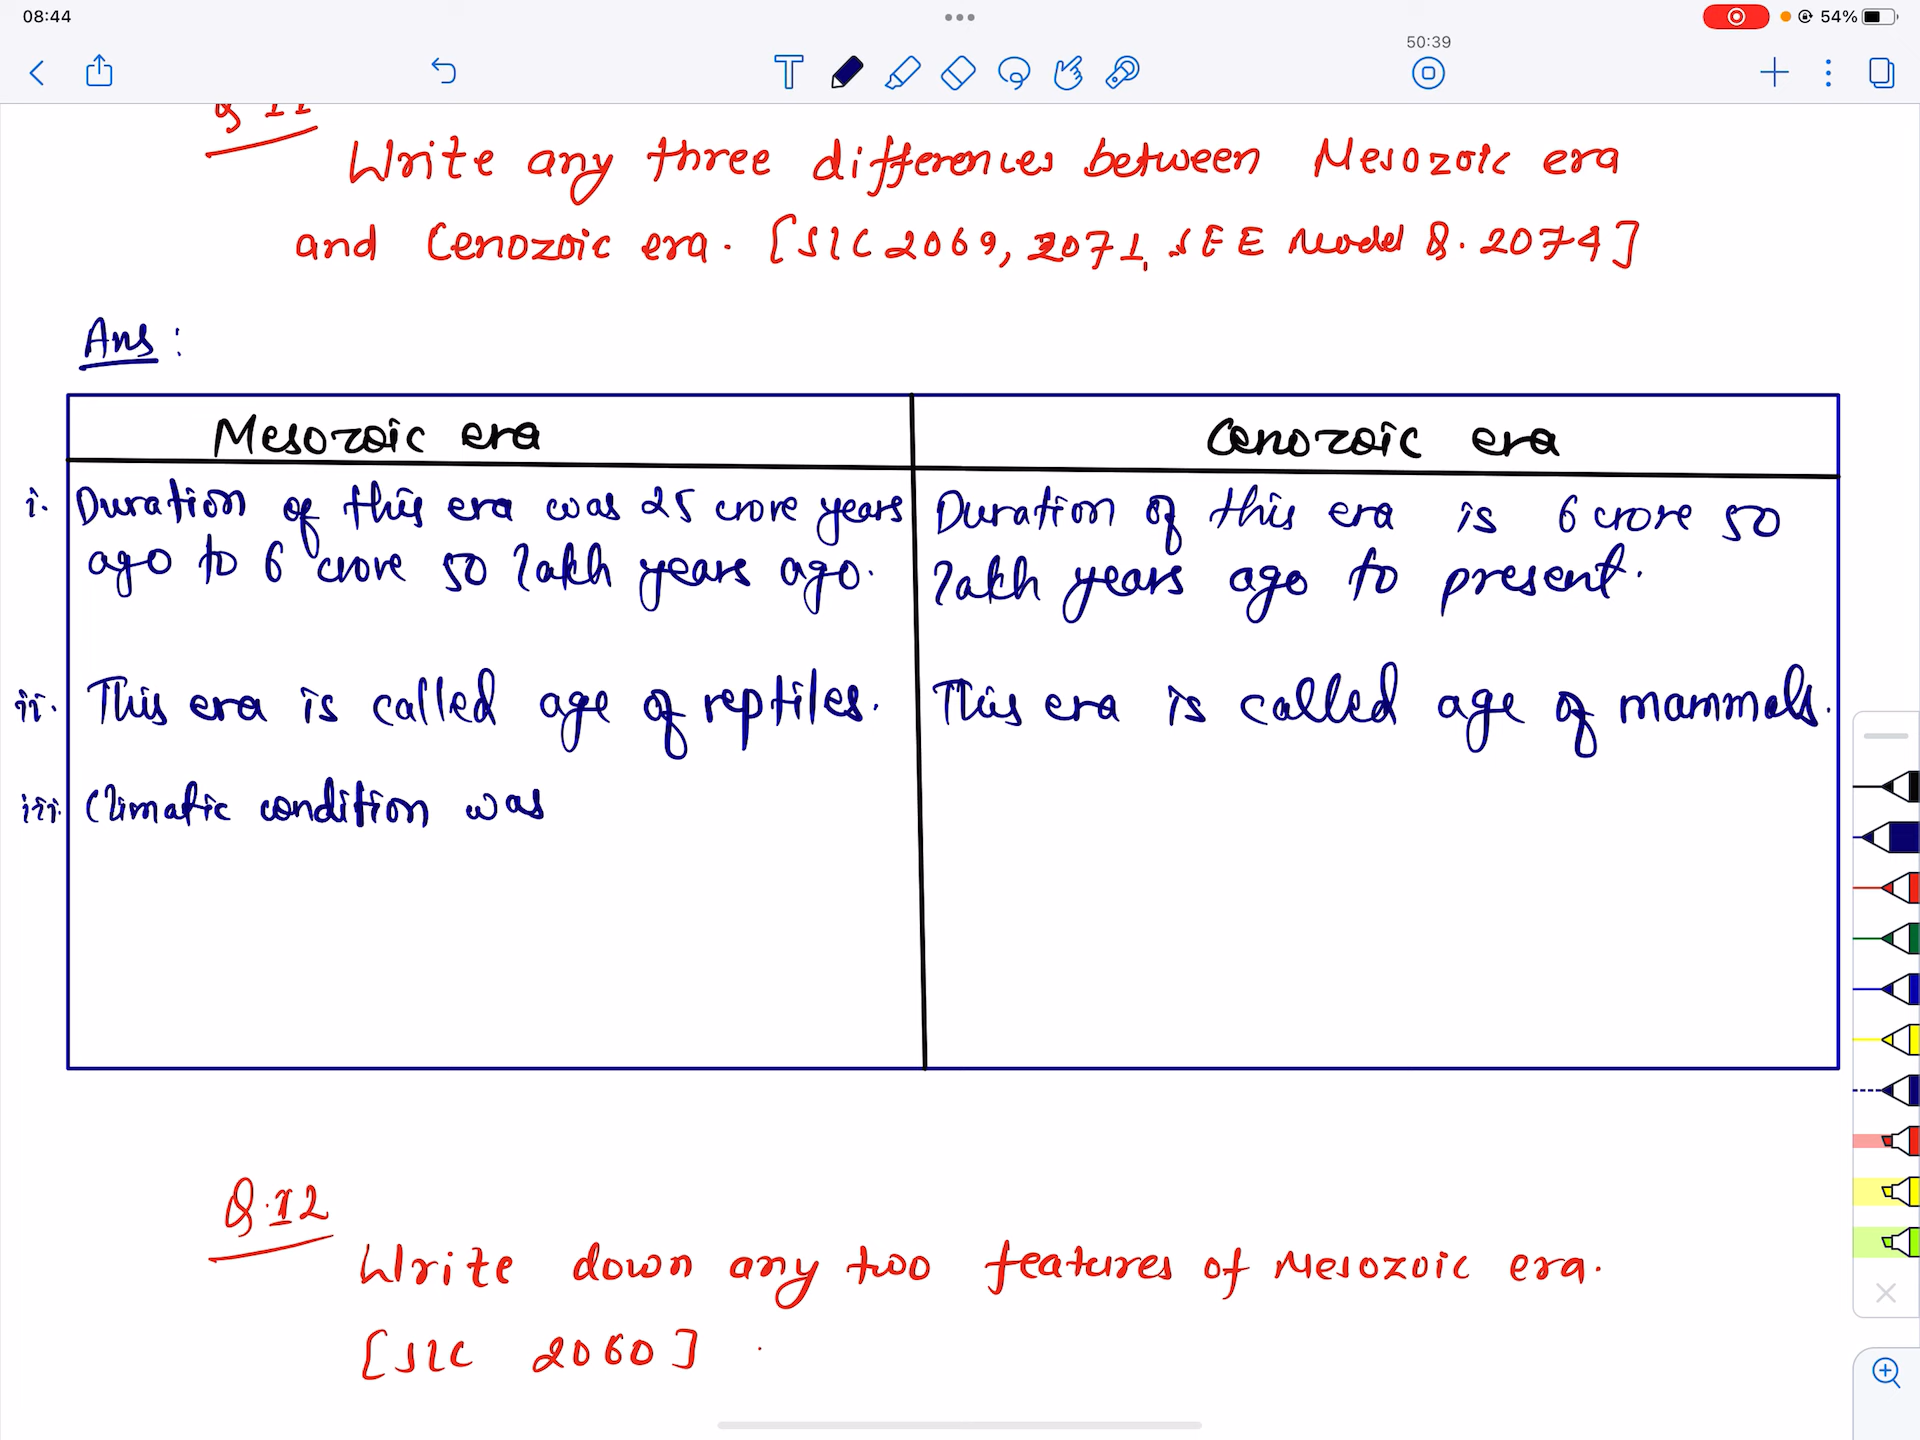 08:44
54%
50:39
Q 11
Write any three differences between Mesozoic era
and Cenozoic era. [SLC 2069, 2071, SEE Model Q. 2074]
Ans :
Mesozoic era
Cenozoic era
i. Duration of this era was 25 crore years
ago to 6 crore 50 lakh years ago.
Duration of this era is 6 crore 50
lakh years ago to present.
ii. This era is called age of reptiles.
This era is called age of mammals.
iii. Climatic condition was
Q.12
Write down any two features of Mesozoic era.
[SLC 2060]